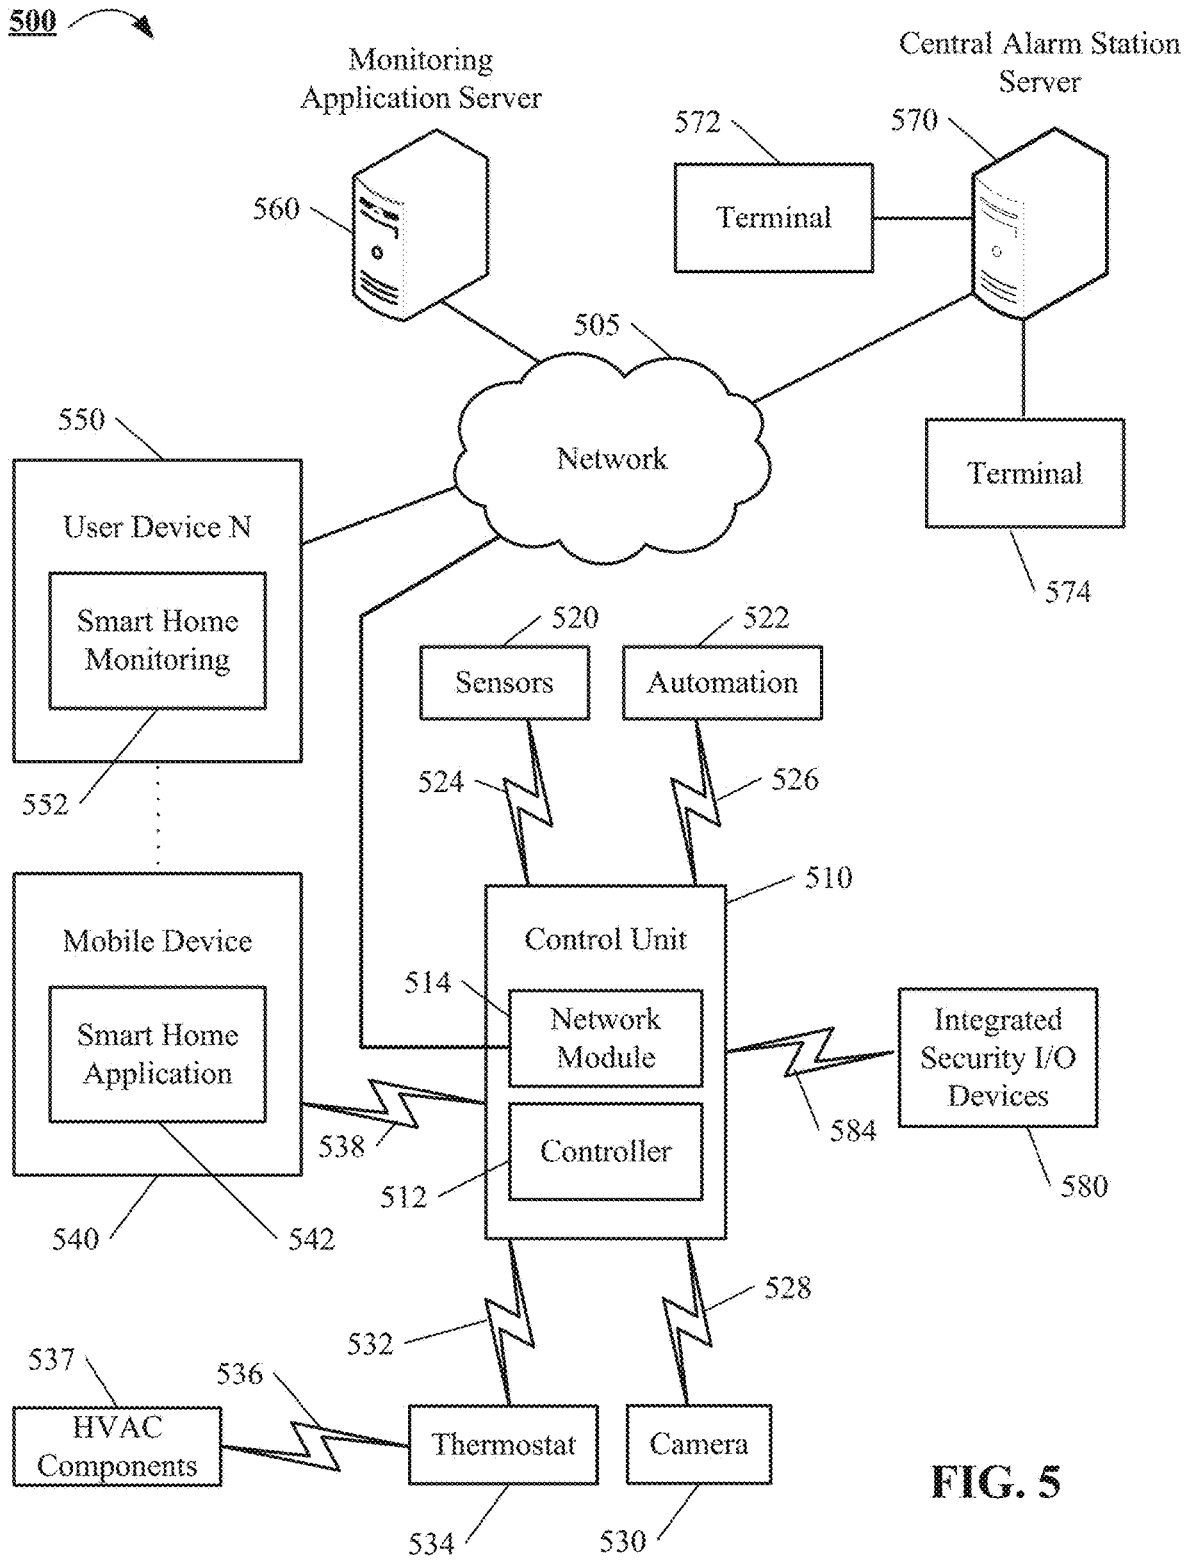 500
Monitoring
Application Server
Central Alarm Station
Server
572
570
Terminal
560
505
Network
550
User Device N
Smart Home
Monitoring
552
Terminal
574
520
522
Sensors
Automation
524
526
510
Control Unit
514
Network
Module
Mobile Device
Smart Home
Application
538
Controller
512
Integrated
Security I/O
Devices
584
580
540
542
532
528
537
536
HVAC
Components
Thermostat
Camera
534
530
FIG. 5